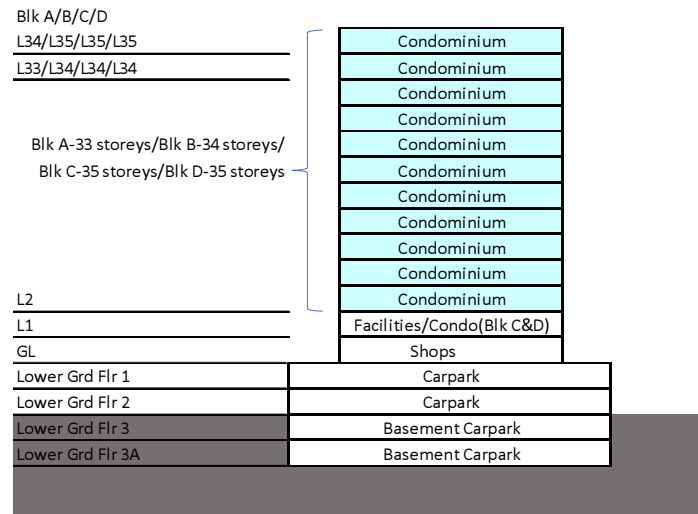 Blk A/B/C/D
L34/L35/L35/L35
Condominium
L33/L34/L34/L34
Condominium
Condominium
Condominium
Blk A-33 storeys/Blk B-34 storeys/
Condominium
Blk C-35 storeys/Blk D-35 storeys
Condominium
Condominium
Condominium
Condominium
Condominium
L2
Condominium
L1
Facilities/Condo(Blk C&D)
GL
Shops
Lower Grd Flr 1
Carpark
Lower Grd Flr 2
Carpark
Lower Grd Flr 3
Basement Carpark
Lower Grd Flr 3A
Basement Carpark